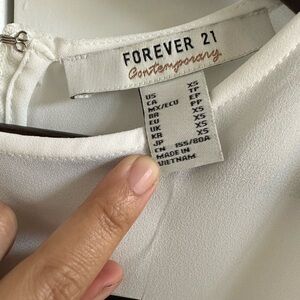 FOREVER 21
Contemporary
US XS
CA TP
MX/ECU EP
BR PP
EU XS
UK XS
KR XS
JP XS
CN 155/80A
MADE IN
VIETNAM